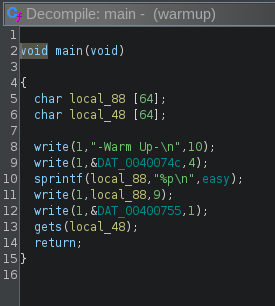 Decompile: main - (warmup)
1
2 void main(void)
3
4 {
5 char local_88 [64];
6 char local_48 [64];
7
8 write(1,"-Warm Up-\n",10);
9 write(1,&DAT_0040074c,4);
10 sprintf(local_88,"%p\n",easy);
11 write(1,local_88,9);
12 write(1,&DAT_00400755,1);
13 gets(local_48);
14 return;
15 }
16